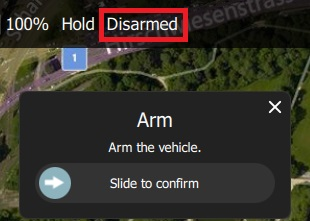 100% Hold Disarmed
1
Arm
Arm the vehicle.
Slide to confirm